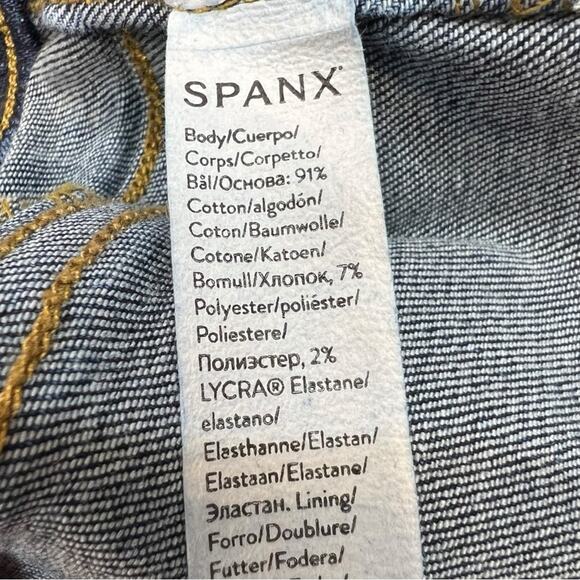 SPANX®
Body/Cuerpo/
Corps/Corpetto/
Bål/Основа: 91%
Cotton/algodón/
Coton/Baumwolle/
Cotone/Katoen/
Bomull/Хлопок, 7%
Polyester/poliéster/
Poliestere/
Полиэстер, 2%
LYCRA® Elastane/
elastano/
Elasthanne/Elastan/
Elastaan/Elastane/
Эластан. Lining/
Forro/Doublure/
Futter/Fodera/